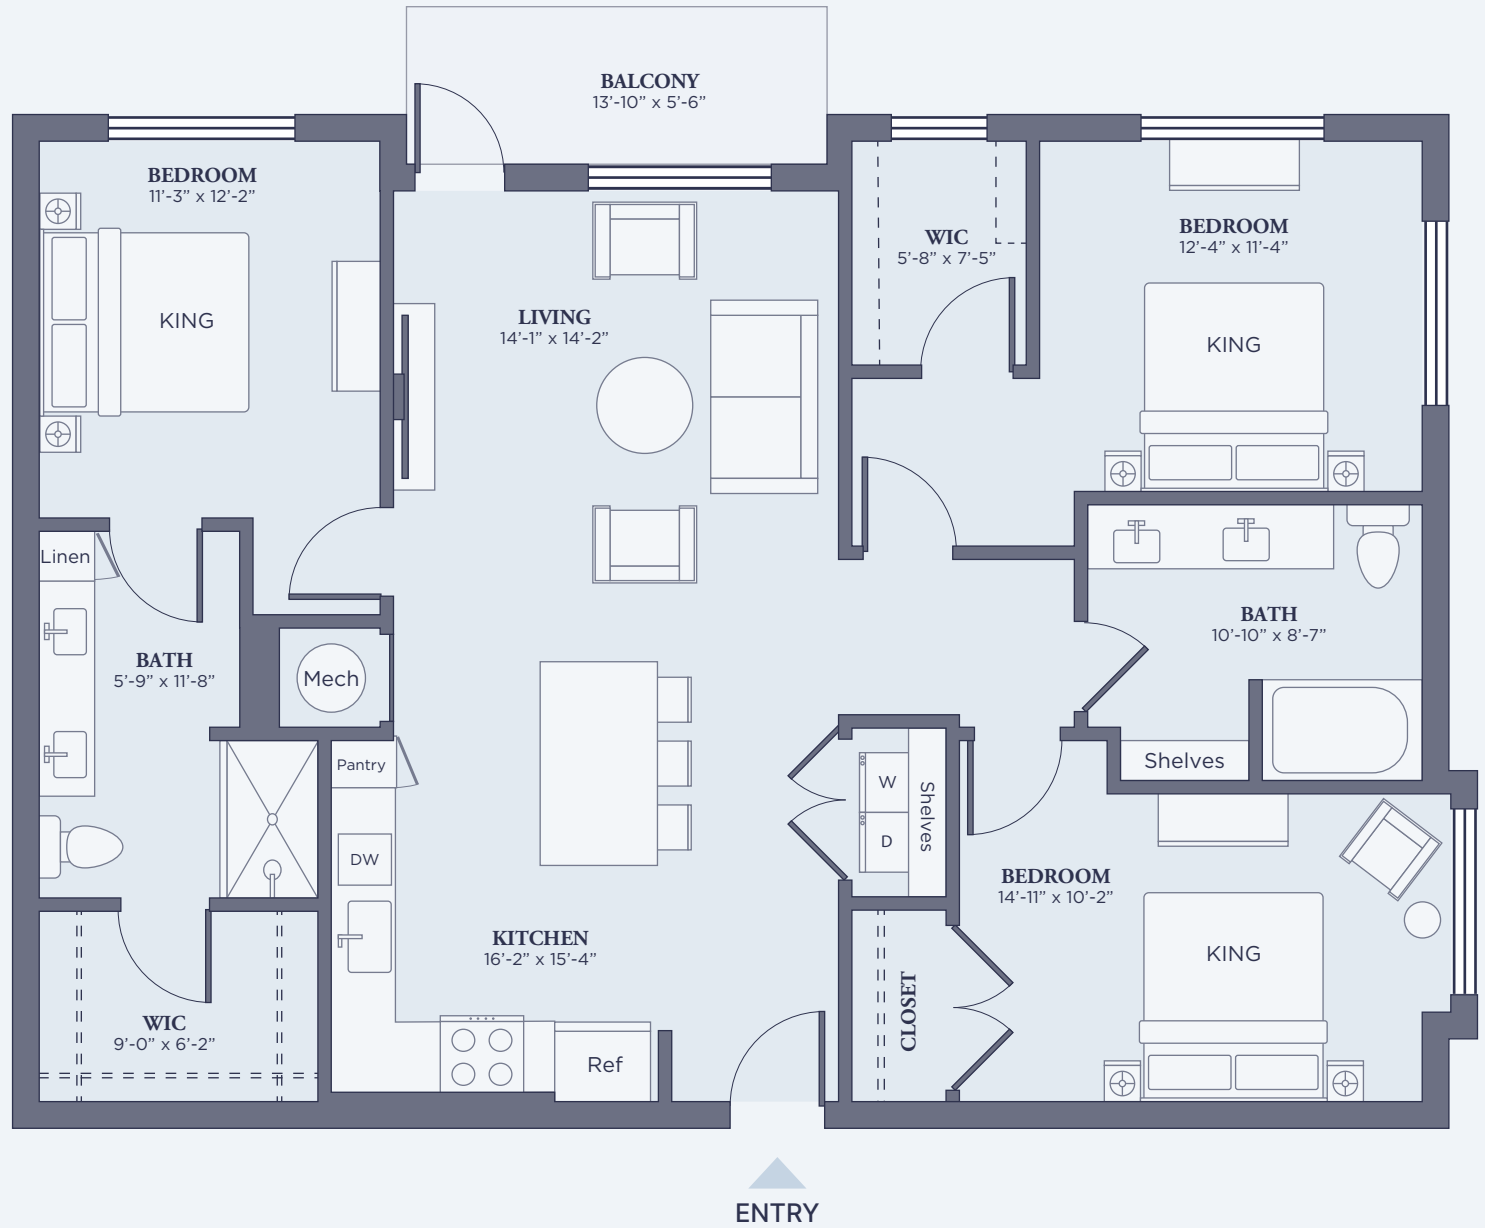 BALCONY
13’-10” x 5’-6”
BEDROOM
11’-3” x 12’-2”
KING
LIVING
14’-1” x 14’-2”
WIC
5’-8” x 7’-5”
BEDROOM
12’-4” x 11’-4”
KING
Linen
BATH
5’-9” x 11’-8”
Mech
BATH
10’-10” x 8’-7”
Pantry
DW
W
D
Shelves
Shelves
BEDROOM
14’-11” x 10’-2”
KING
KITCHEN
16’-2” x 15’-4”
CLOSET
WIC
9’-0” x 6’-2”
Ref
ENTRY